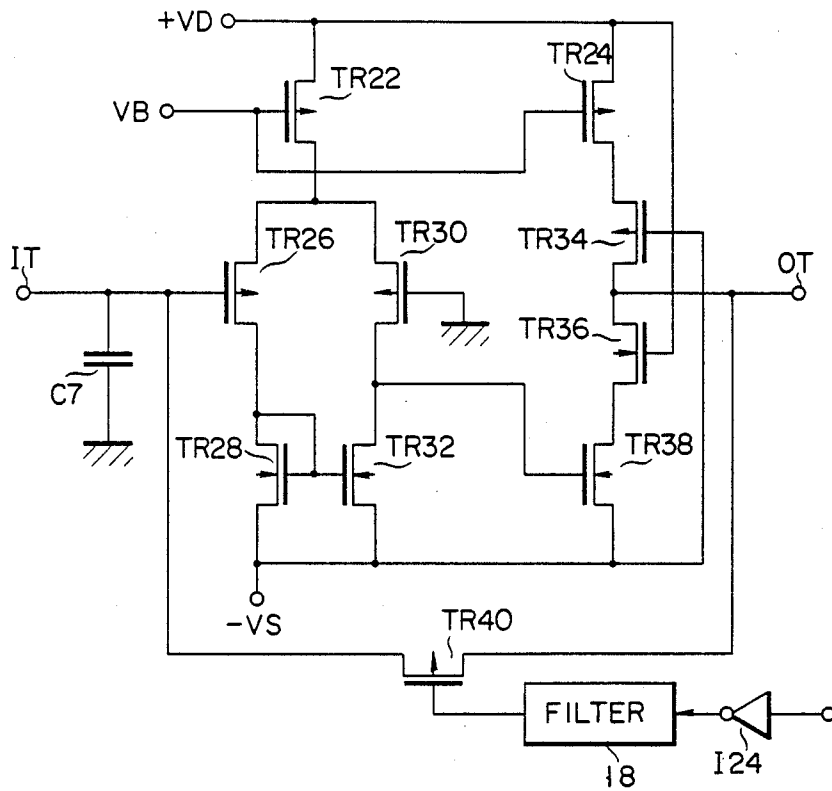 +VD
TR22
TR24
VB
TR26
TR30
TR34
IT
OT
TR36
C7
TR28
TR32
TR38
-VS
TR40
FILTER
I24
18